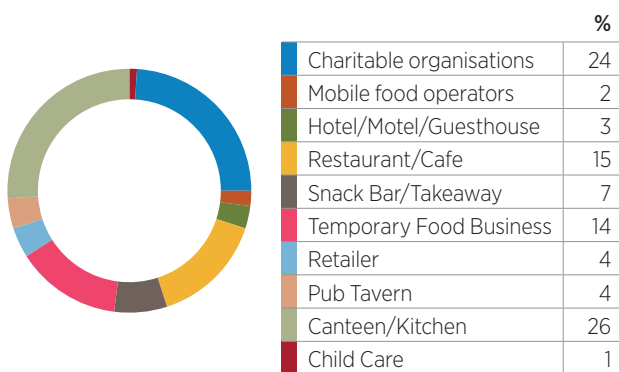 %
Charitable organisations 24
Mobile food operators 2
Hotel/Motel/Guesthouse 3
Restaurant/Cafe 15
Snack Bar/Takeaway 7
Temporary Food Business 14
Retailer 4
Pub Tavern 4
Canteen/Kitchen 26
Child Care 1